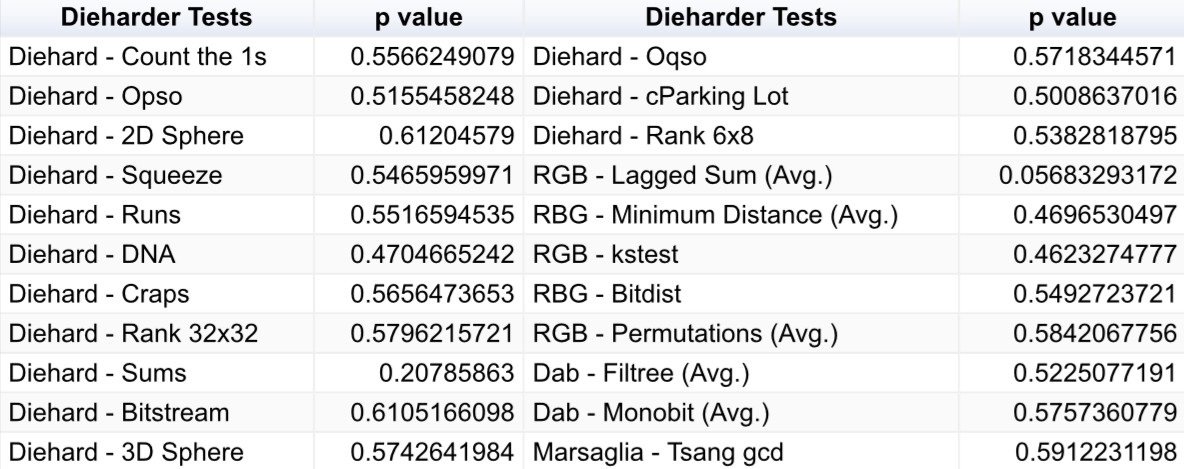 Dieharder Tests p value Dieharder Tests p value
Diehard - Count the 1s 0.5566249079 Diehard - Oqso 0.5718344571
Diehard - Opso 0.5155458248 Diehard - cParking Lot 0.5008637016
Diehard - 2D Sphere 0.61204579 Diehard - Rank 6x8 0.5382818795
Diehard - Squeeze 0.5465959971 RGB - Lagged Sum (Avg.) 0.05683293172
Diehard - Runs 0.5516594535 RBG - Minimum Distance (Avg.) 0.4696530497
Diehard - DNA 0.4704665242 RGB - kstest 0.4623274777
Diehard - Craps 0.5656473653 RBG - Bitdist 0.5492723721
Diehard - Rank 32x32 0.5796215721 RGB - Permutations (Avg.) 0.5842067756
Diehard - Sums 0.20785863 Dab - Filtree (Avg.) 0.5225077191
Diehard - Bitstream 0.6105166098 Dab - Monobit (Avg.) 0.5757360779
Diehard - 3D Sphere 0.5742641984 Marsaglia - Tsang gcd 0.5912231198